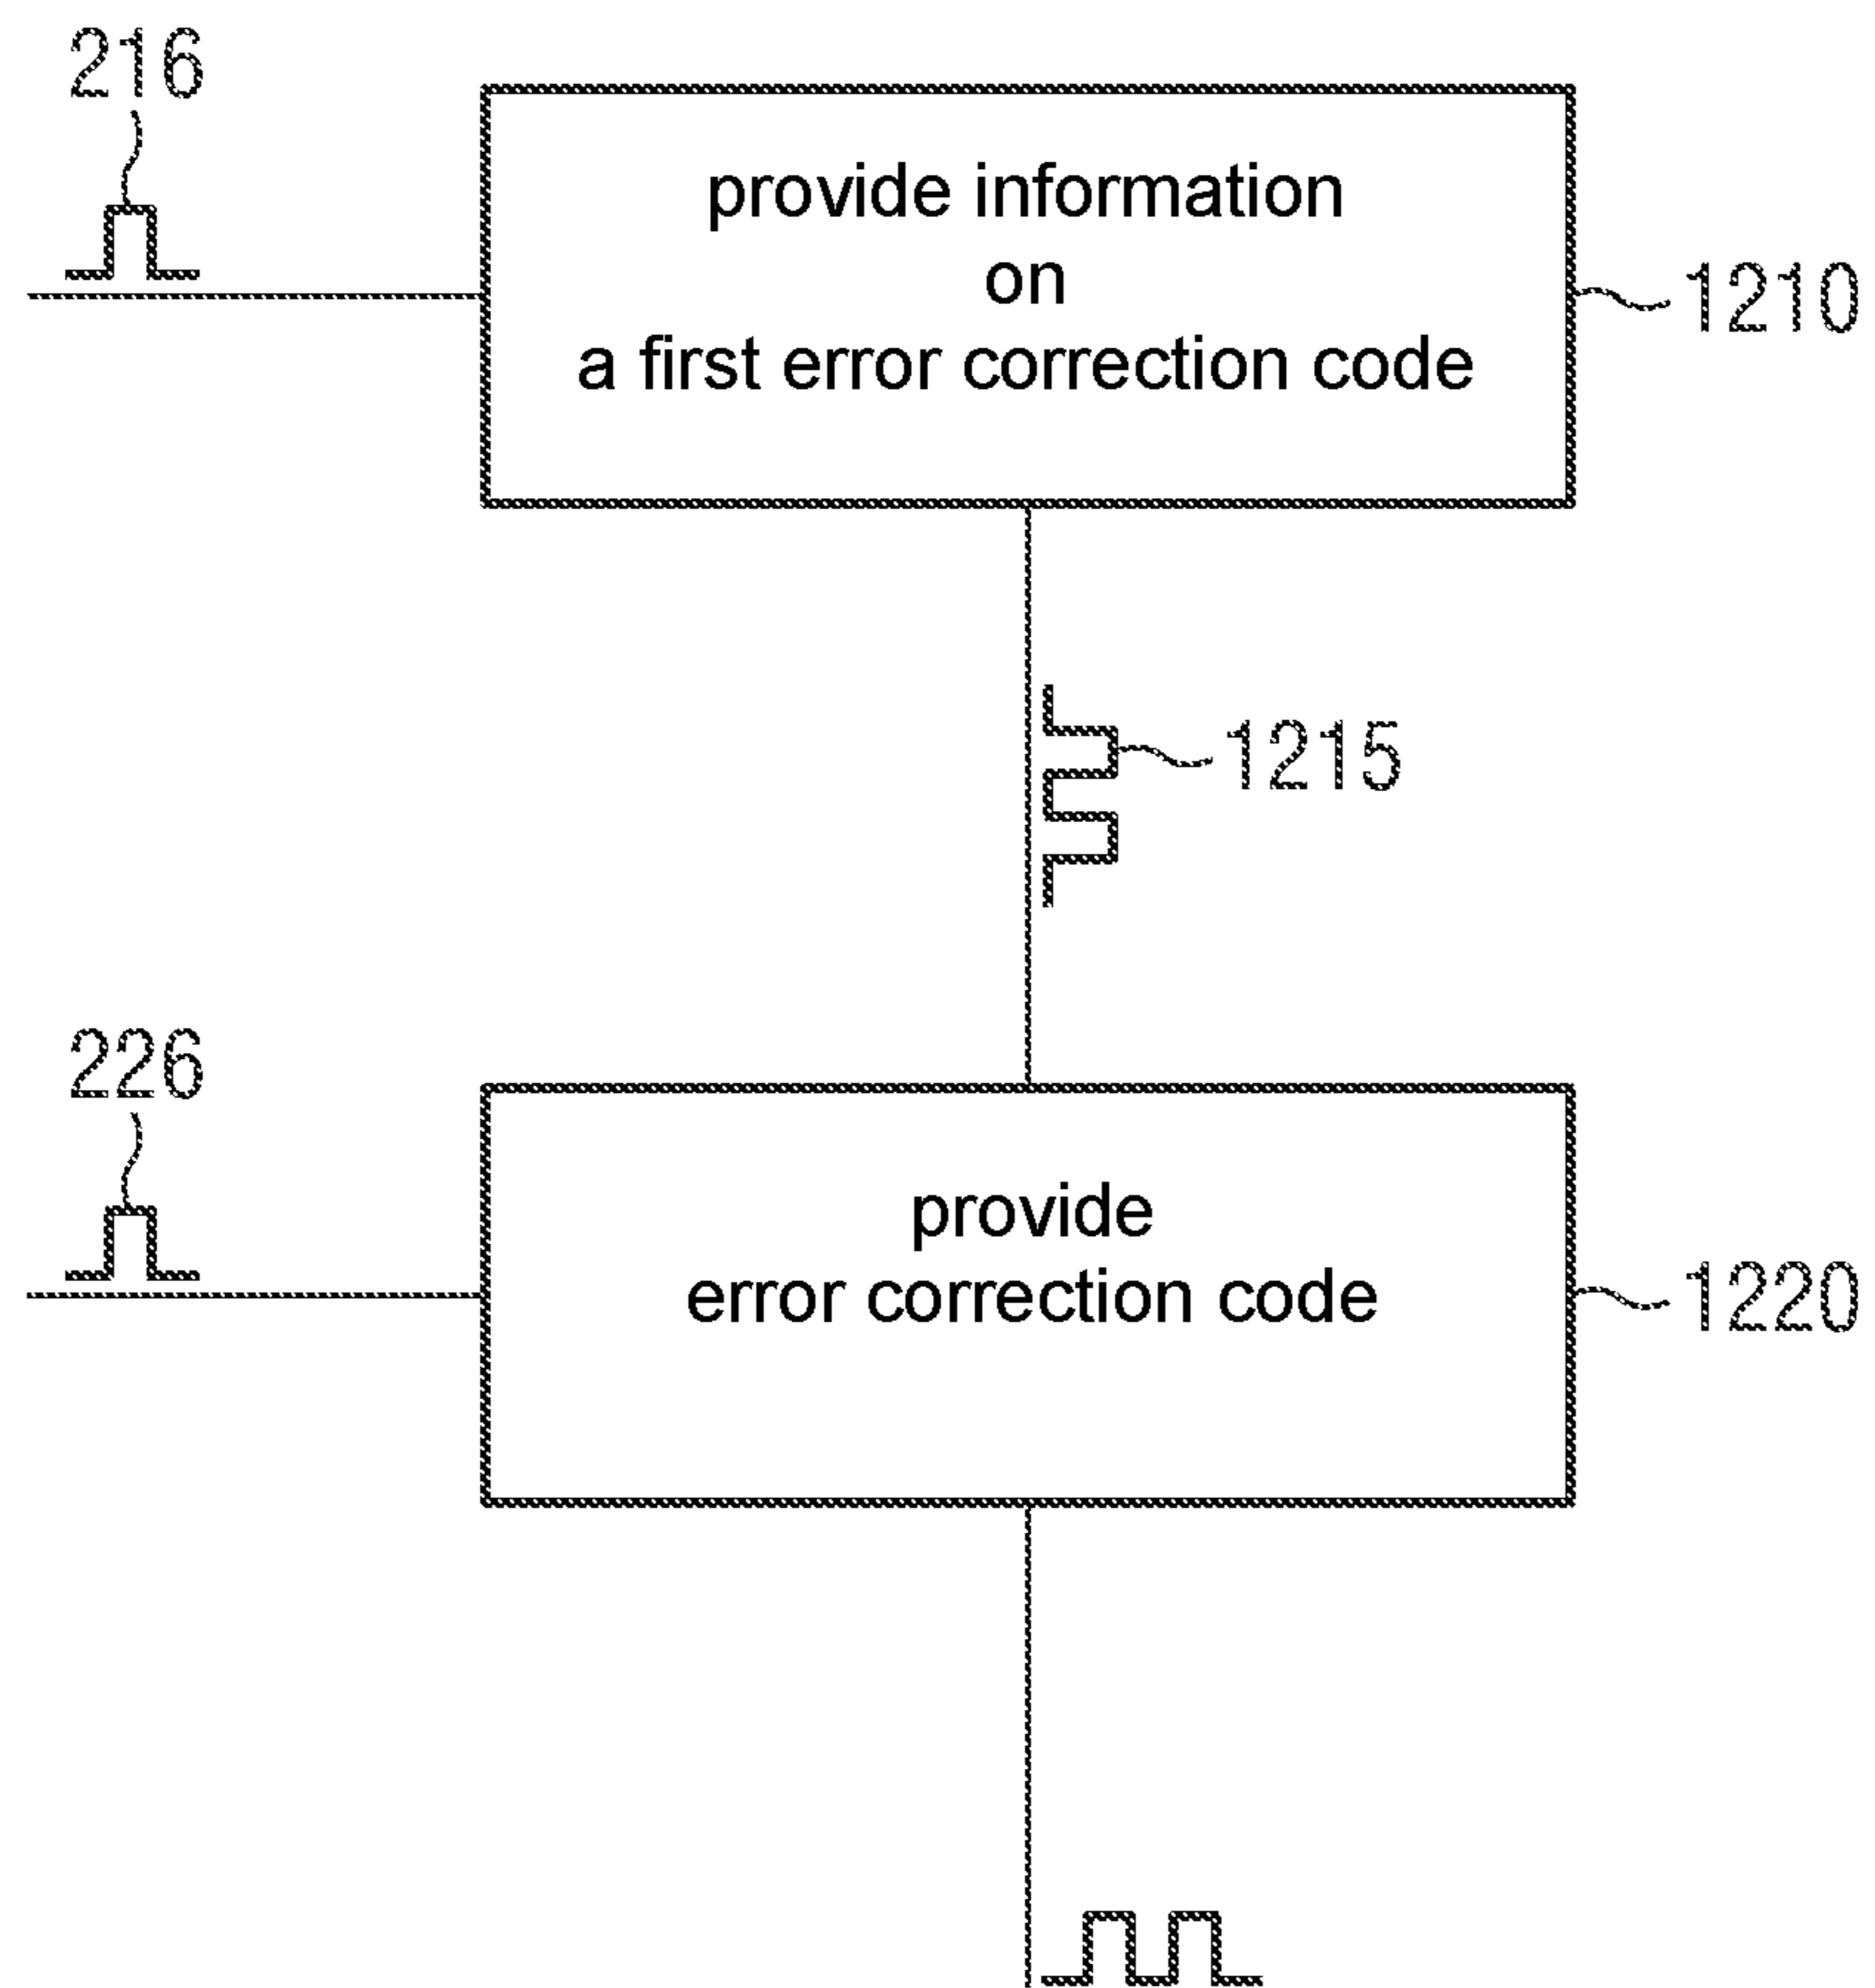 216
provide information
on
a first error correction code
1210
1215
226
provide
error correction code
1220